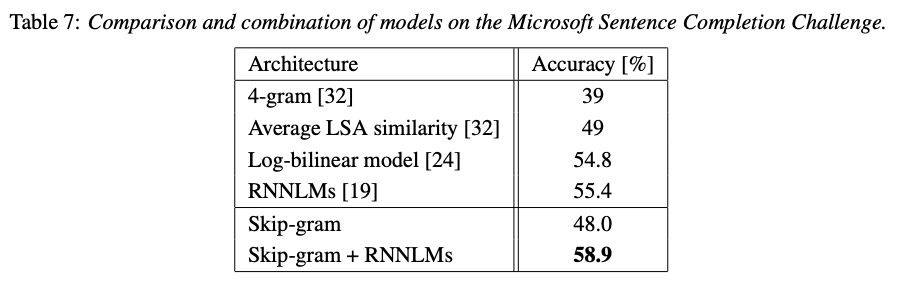 Table 7: Comparison and combination of models on the Microsoft Sentence Completion Challenge.
Architecture Accuracy [%]
4-gram [32] 39
Average LSA similarity [32] 49
Log-bilinear model [24] 54.8
RNNLMs [19] 55.4
Skip-gram 48.0
Skip-gram + RNNLMs 58.9